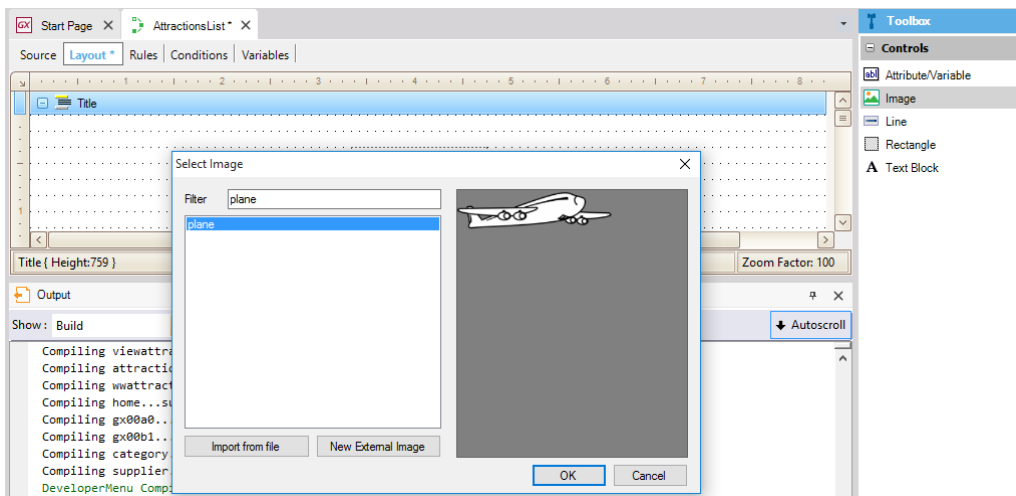 GX Start Page AttractionsList* Toolbox
Source Layout * Rules Conditions Variables
Controls
1 2 3 4 5 6 7 8
Title
Attribute/Variable
Image
Line
Rectangle
A Text Block
1
Select Image
Filter plane
plane
Import from file New External Image
OK Cancel
Title { Height:759 } Zoom Factor: 100
Output
Show: Build Autoscroll
Compiling viewattra
Compiling attractio
Compiling wwattract
Compiling home...su
Compiling gx00a0..
Compiling gx00b1..
Compiling category
Compiling supplier
DeveloperMenu Comp